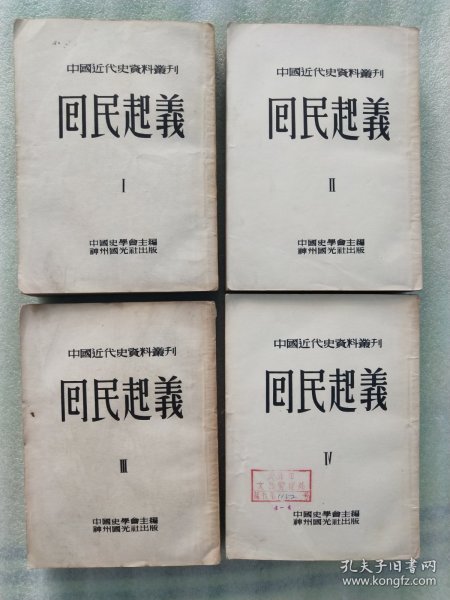 中國近代史資料叢刊
囘民起義
I
中國史學會主編
神州國光社出版
中國近代史資料叢刊
囘民起義
II
中國史學會主編
神州國光社出版
中國近代史資料叢刊
囘民起義
III
中國史學會主編
神州國光社出版
中國近代史資料叢刊
囘民起義
IV
中國史學會主編
神州國光社出版
孔夫子旧书网
www.kongfz.com